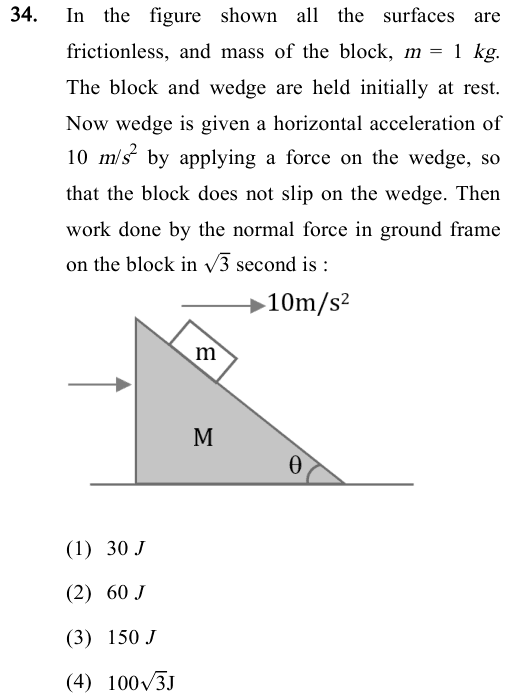 34. In the figure shown all the surfaces are
frictionless, and mass of the block, m = 1 kg.
The block and wedge are held initially at rest.
Now wedge is given a horizontal acceleration of
10 m/s² by applying a force on the wedge, so
that the block does not slip on the wedge. Then
work done by the normal force in ground frame
on the block in √3 second is :
10m/s²
m
M
θ
(1) 30 J
(2) 60 J
(3) 150 J
(4) 100√3J